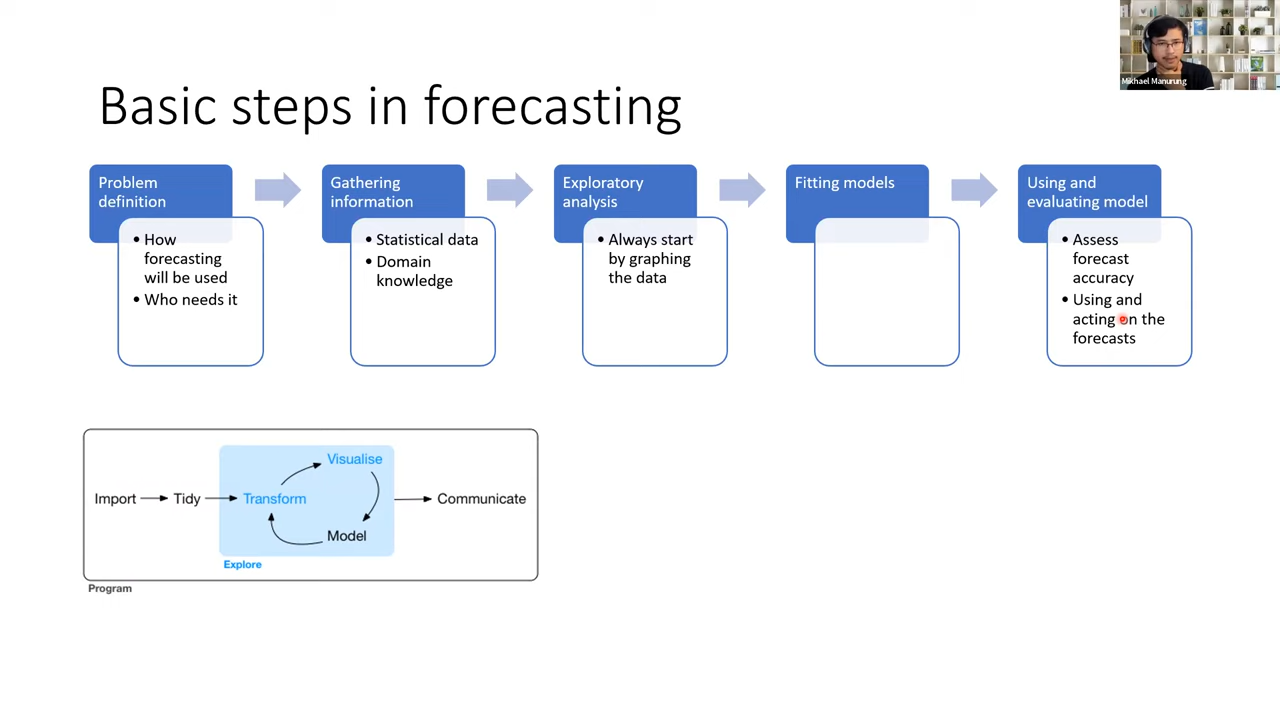 Mikhael Manurung
Basic steps in forecasting
Problem
definition
• How
forecasting
will be used
• Who needs it
Gathering
information
• Statistical data
• Domain
knowledge
Exploratory
analysis
• Always start
by graphing
the data
Fitting models
Using and
evaluating model
• Assess
forecast
accuracy
• Using and
acting on the
forecasts
Import
Tidy
Transform
Visualise
Model
Explore
Communicate
Program